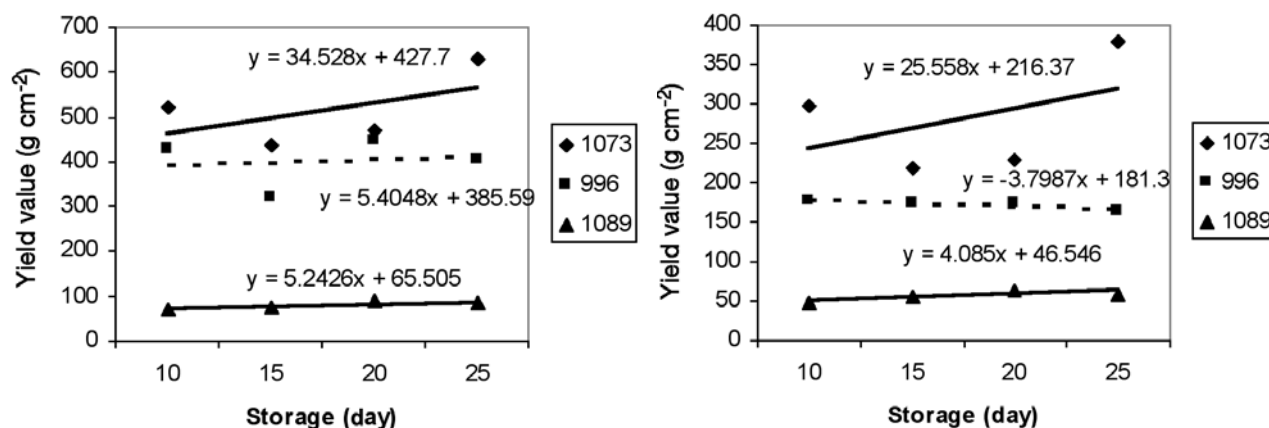 700
600
500
400
300
200
100
0
Yield value (g cm⁻²)
y = 34.528x + 427.7
y = 5.4048x + 385.59
y = 5.2426x + 65.505
10 15 20 25
Storage (day)
1073
996
1089
400
350
300
250
200
150
100
50
0
Yield value (g cm⁻²)
y = 25.558x + 216.37
y = -3.7987x + 181.3
y = 4.085x + 46.546
10 15 20 25
Storage (day)
1073
996
1089